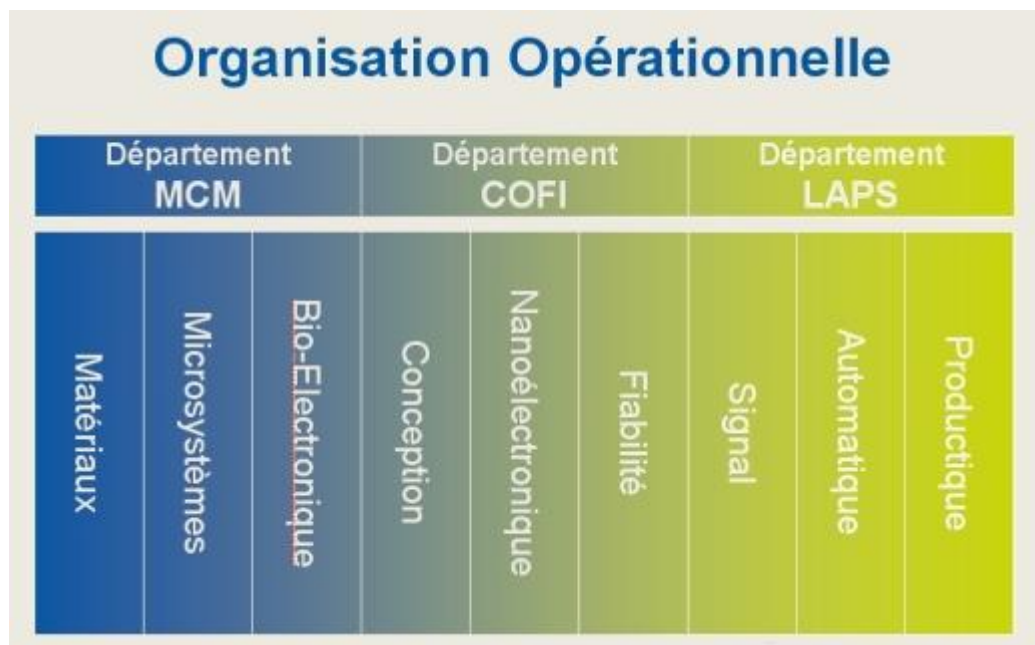 Organisation Opérationnelle
Département
MCM
Département
COFI
Département
LAPS
Matériaux
Microsystèmes
Bio-Electronique
Conception
Nanoélectronique
Fiabilité
Signal
Automatique
Productique